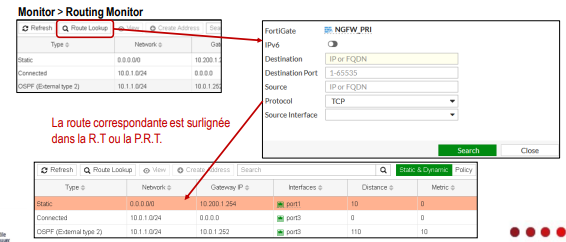 Monitor > Routing Monitor
Refresh Route Lookup View Create Address Sea
Type Network Gat
Static 0.0.0.0/0 10.200.1.2
Connected 10.0.1.0/24 0.0.0.0
OSPF (External type 2) 10.1.1.0/24 10.0.1.252
FortiGate NGFW_PRI
IPv6
Destination IP or FQDN
Destination Port 1-65535
Source IP or FQDN
Protocol TCP
Source Interface
Search Close
La route correspondante est surlignée
dans la R.T ou la P.R.T.
Refresh Route Lookup View Create Address Search Static & Dynamic Policy
Type Network Gateway IP Interfaces Distance Metric
Static 0.0.0.0/0 10.200.1.254 port1 10 0
Connected 10.0.1.0/24 0.0.0.0 port3 0 0
OSPF (External type 2) 10.1.1.0/24 10.0.1.252 port3 110 10